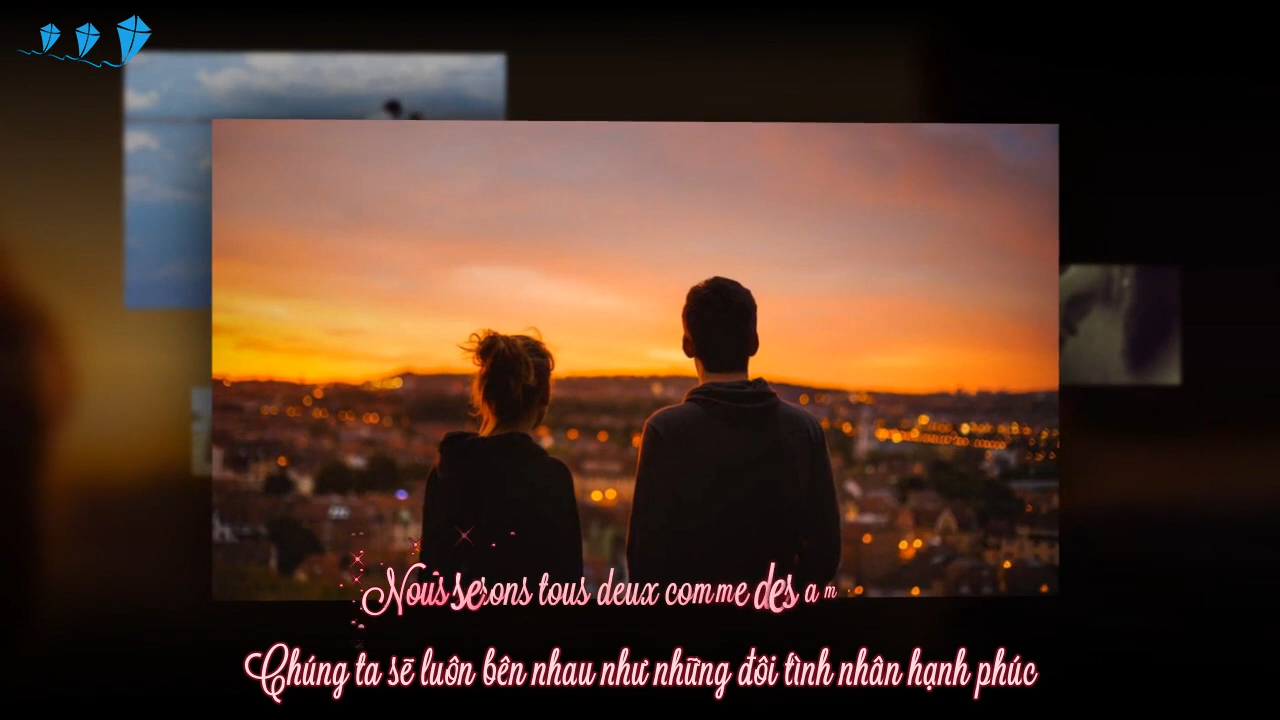 Nous serons tous deux comme des am
Chúng ta sẽ luôn bên nhau như những đôi tình nhân hạnh phúc